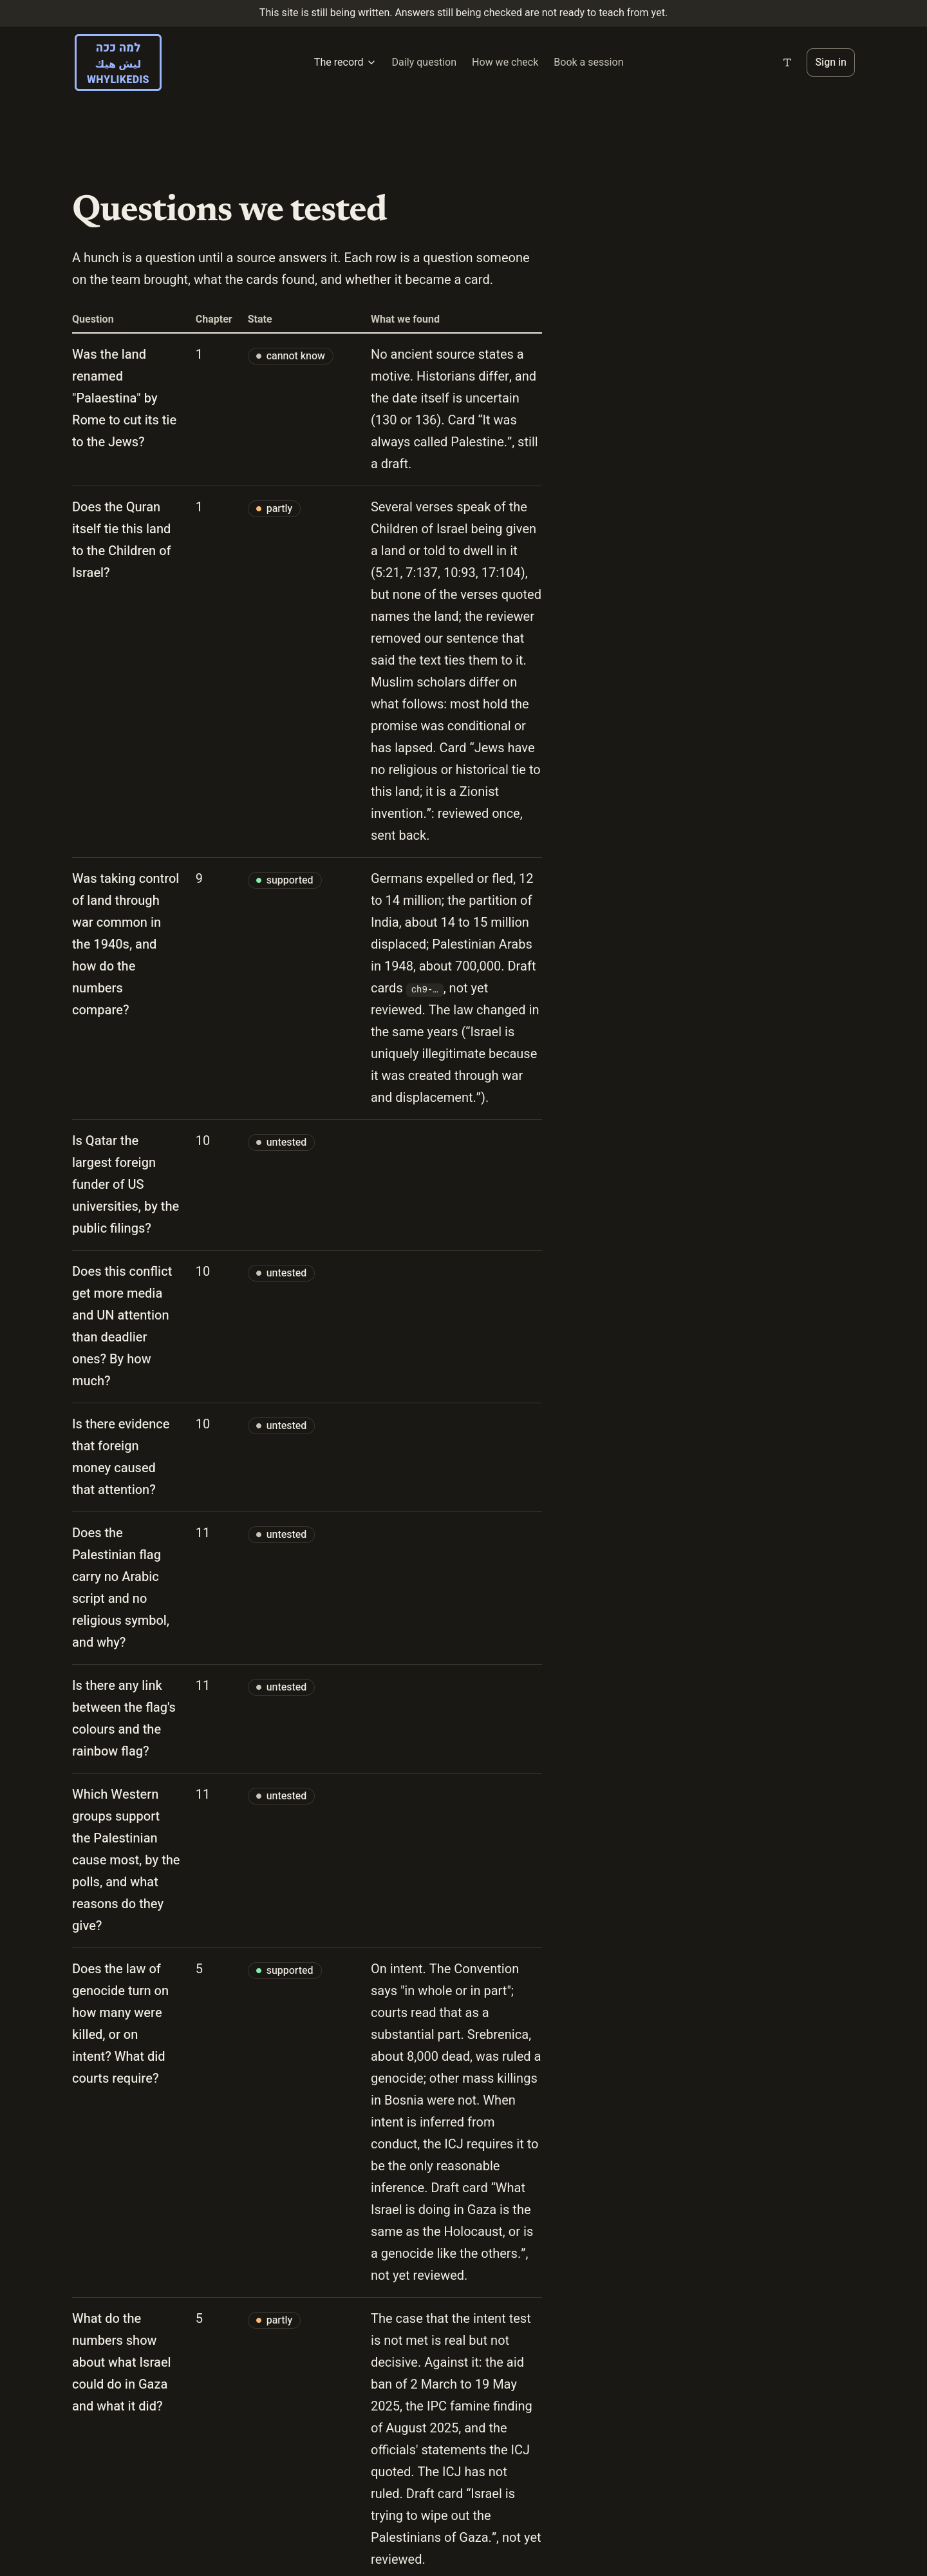 This site is still being written. Answers still being checked are not ready to teach from yet.
למה ככה
ليش هيك
WHYLIKEDIS
The record
Daily question
How we check
Book a session
T
Sign in
Questions we tested
A hunch is a question until a source answers it. Each row is a question someone
on the team brought, what the cards found, and whether it became a card.
Question
Chapter
State
What we found
Was the land
renamed
"Palaestina" by
Rome to cut its tie
to the Jews?
1
cannot know
No ancient source states a
motive. Historians differ, and
the date itself is uncertain
(130 or 136). Card “It was
always called Palestine.”, still
a draft.
Does the Quran
itself tie this land
to the Children of
Israel?
1
partly
Several verses speak of the
Children of Israel being given
a land or told to dwell in it
(5:21, 7:137, 10:93, 17:104),
but none of the verses quoted
names the land; the reviewer
removed our sentence that
said the text ties them to it.
Muslim scholars differ on
what follows: most hold the
promise was conditional or
has lapsed. Card “Jews have
no religious or historical tie to
this land; it is a Zionist
invention.”: reviewed once,
sent back.
Was taking control
of land through
war common in
the 1940s, and
how do the
numbers
compare?
9
supported
Germans expelled or fled, 12
to 14 million; the partition of
India, about 14 to 15 million
displaced; Palestinian Arabs
in 1948, about 700,000. Draft
cards ch9-…, not yet
reviewed. The law changed in
the same years (“Israel is
uniquely illegitimate because
it was created through war
and displacement.”).
Is Qatar the
largest foreign
funder of US
universities, by the
public filings?
10
untested
Does this conflict
get more media
and UN attention
than deadlier
ones? By how
much?
10
untested
Is there evidence
that foreign
money caused
that attention?
10
untested
Does the
Palestinian flag
carry no Arabic
script and no
religious symbol,
and why?
11
untested
Is there any link
between the flag's
colours and the
rainbow flag?
11
untested
Which Western
groups support
the Palestinian
cause most, by the
polls, and what
reasons do they
give?
11
untested
Does the law of
genocide turn on
how many were
killed, or on
intent? What did
courts require?
5
supported
On intent. The Convention
says "in whole or in part";
courts read that as a
substantial part. Srebrenica,
about 8,000 dead, was ruled a
genocide; other mass killings
in Bosnia were not. When
intent is inferred from
conduct, the ICJ requires it to
be the only reasonable
inference. Draft card “What
Israel is doing in Gaza is the
same as the Holocaust, or is
a genocide like the others.”,
not yet reviewed.
What do the
numbers show
about what Israel
could do in Gaza
and what it did?
5
partly
The case that the intent test
is not met is real but not
decisive. Against it: the aid
ban of 2 March to 19 May
2025, the IPC famine finding
of August 2025, and the
officials' statements the ICJ
quoted. The ICJ has not
ruled. Draft card “Israel is
trying to wipe out the
Palestinians of Gaza.”, not yet
reviewed.